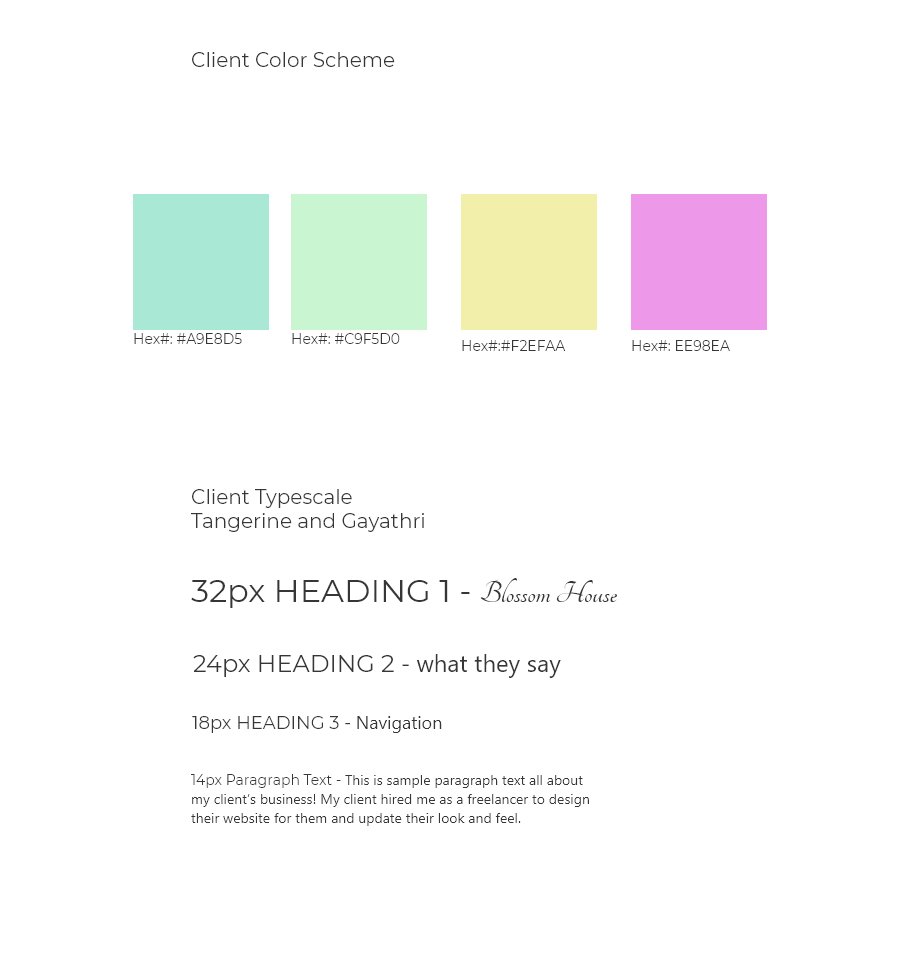 Client Color Scheme
Hex#: #A9E8D5
Hex#: #C9F5D0
Hex#:#F2EFAA
Hex#: EE98EA
Client Typescale
Tangerine and Gayathri
32px HEADING 1 - Blossom House
24px HEADING 2 - what they say
18px HEADING 3 - Navigation
14px Paragraph Text - This is sample paragraph text all about
my client's business! My client hired me as a freelancer to design
their website for them and update their look and feel.